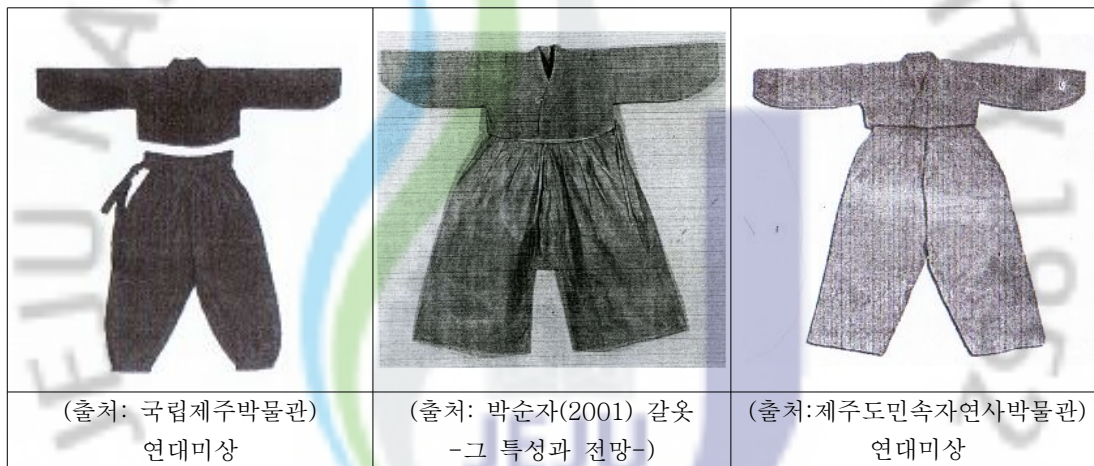 (출처: 국립제주박물관)
연대미상
(출처: 박순자(2001) 갈옷
-그 특성과 전망-)
(출처:제주도민속자연사박물관)
연대미상